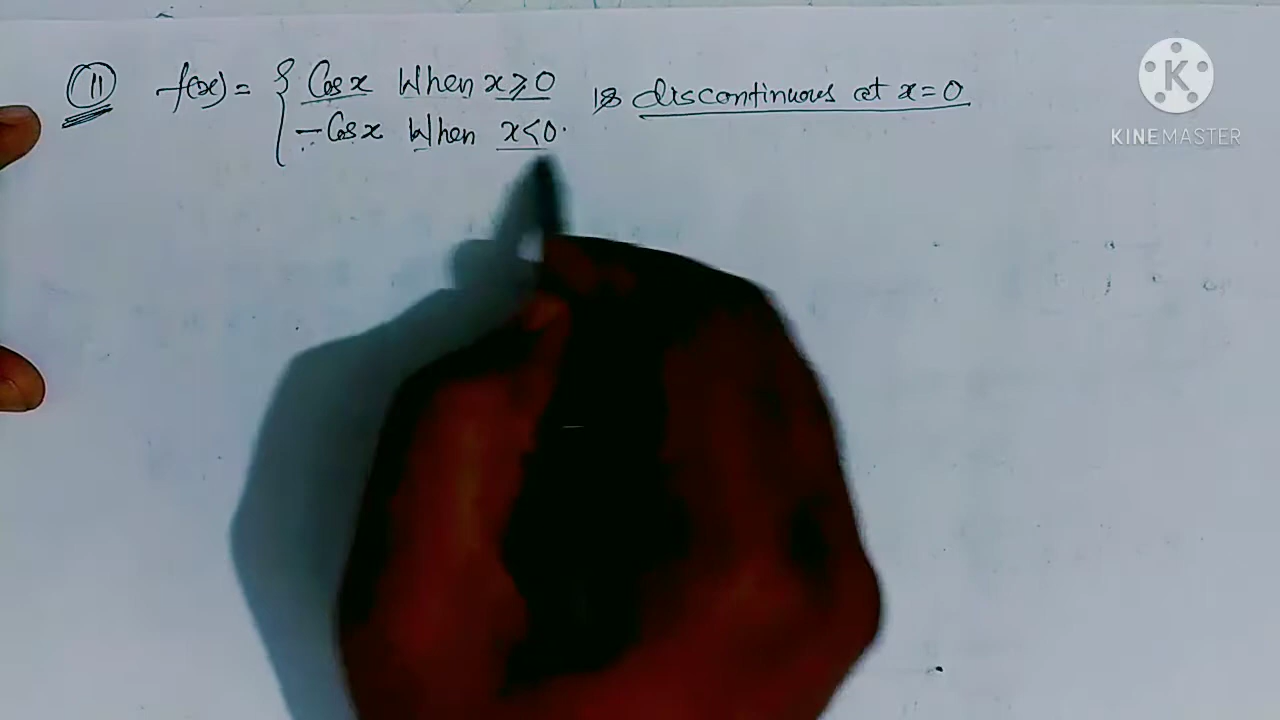 11 f(x) = { Cos x When x ≥ 0 is discontinuous at x = 0
−Cos x When x < 0.
K
KINEMASTER